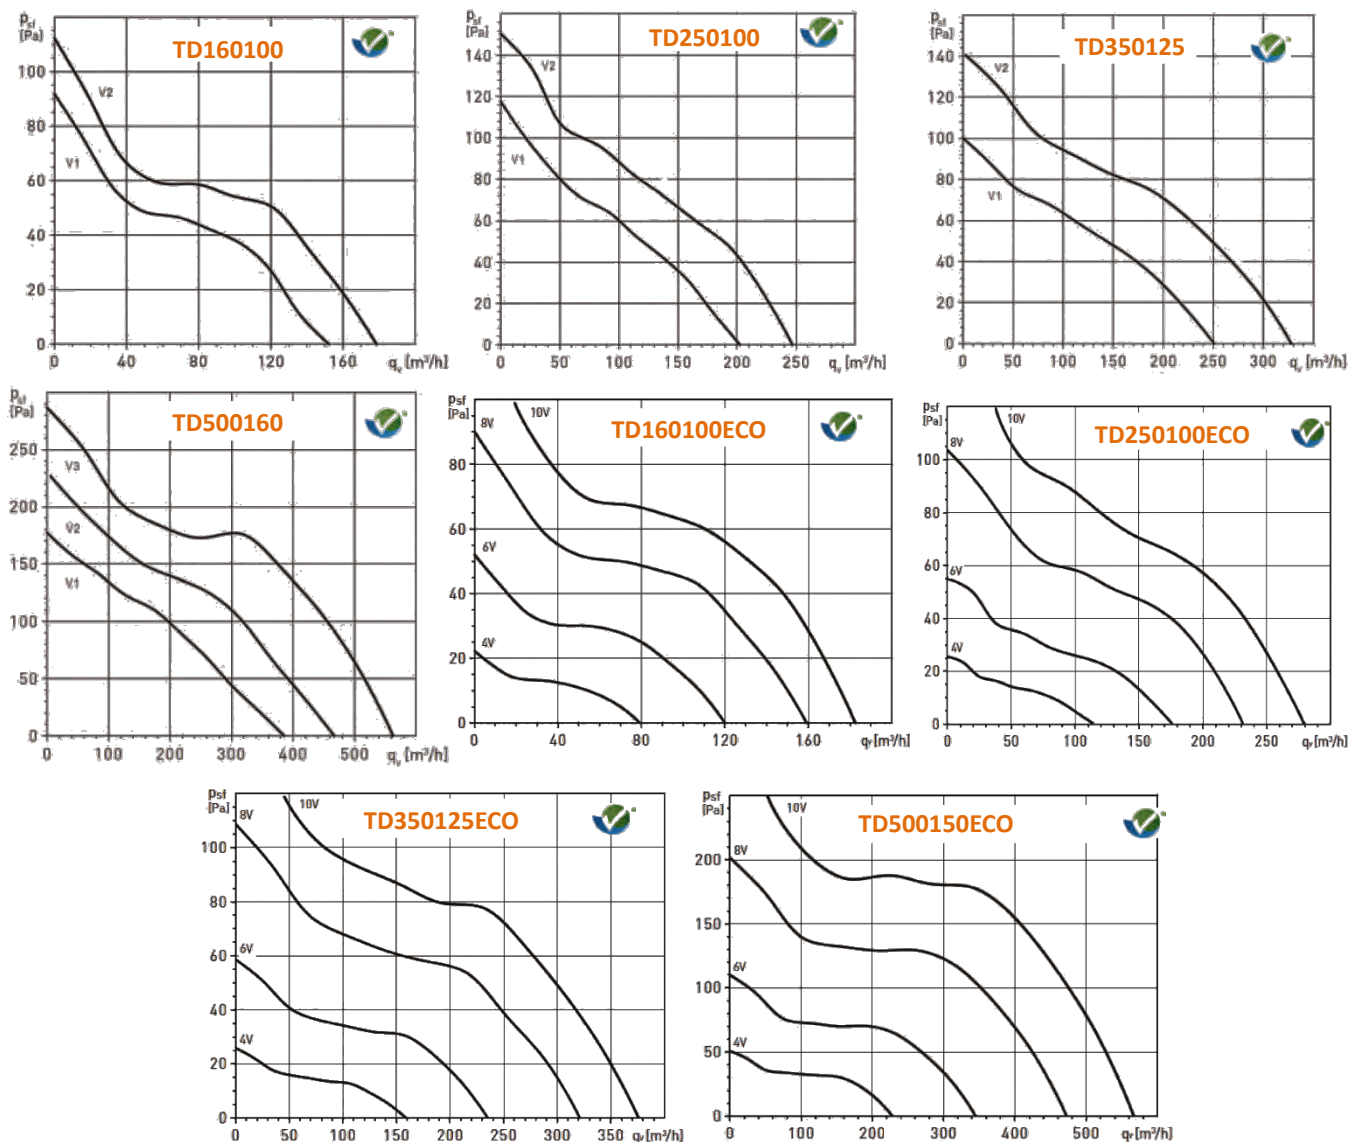 psf
[Pa]
TD160100
V2
V1
100
80
60
40
20
0
0 40 80 120 160 qv [m³/h]
psf
[Pa]
TD250100
V2
V1
140
120
100
80
60
40
20
0
0 50 100 150 200 250 qv [m³/h]
psf
[Pa]
TD350125
V2
V1
140
120
100
80
60
40
20
0
0 50 100 150 200 250 300 qv [m³/h]
psf
[Pa]
TD500160
V3
V2
V1
250
200
150
100
50
0
0 100 200 300 400 500 qv [m³/h]
psf
[Pa]
TD160100ECO
10V
8V
6V
4V
80
60
40
20
0
0 40 80 120 160 qv [m³/h]
psf
[Pa]
TD250100ECO
10V
8V
6V
4V
100
80
60
40
20
0
0 50 100 150 200 250 qv [m³/h]
psf
[Pa]
TD350125ECO
10V
8V
6V
4V
100
80
60
40
20
0
0 50 100 150 200 250 300 350 qv [m³/h]
psf
[Pa]
TD500150ECO
10V
8V
6V
4V
200
150
100
50
0
0 100 200 300 400 500 qv [m³/h]